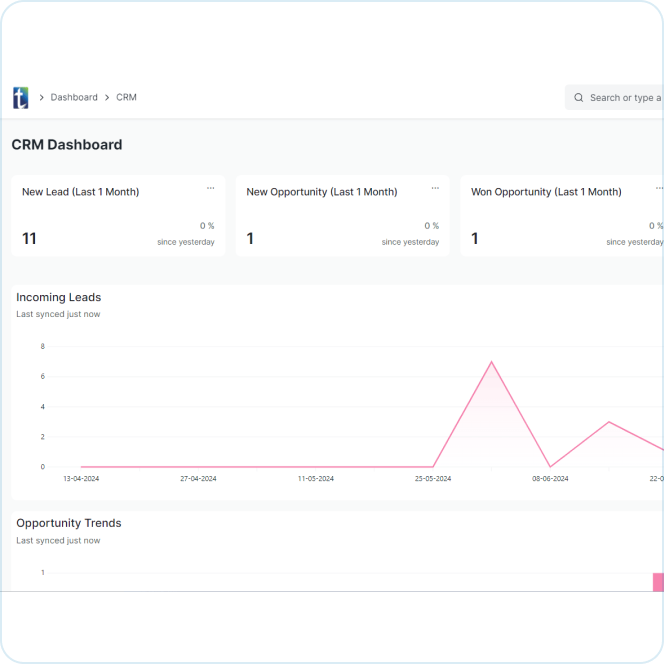 Dashboard > CRM
Search or type a
CRM Dashboard
New Lead (Last 1 Month) ...
11
0 %
since yesterday
New Opportunity (Last 1 Month) ...
1
0 %
since yesterday
Won Opportunity (Last 1 Month) ...
1
0 %
since yesterday
Incoming Leads
Last synced just now
8
6
4
2
0
13-04-2024 27-04-2024 11-05-2024 25-05-2024 08-06-2024 22-0
Opportunity Trends
Last synced just now
1